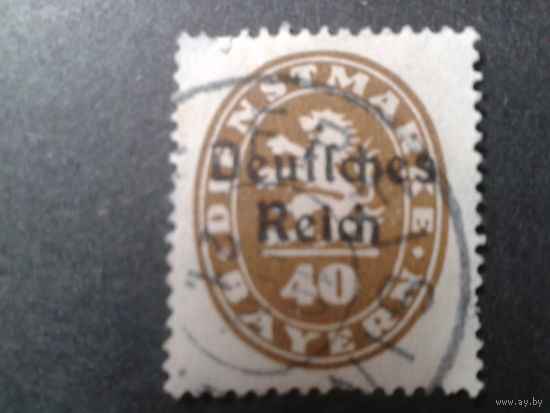 DIENSTMARKE
Deutsches
Reich
40
BAYERN
www.ay.by